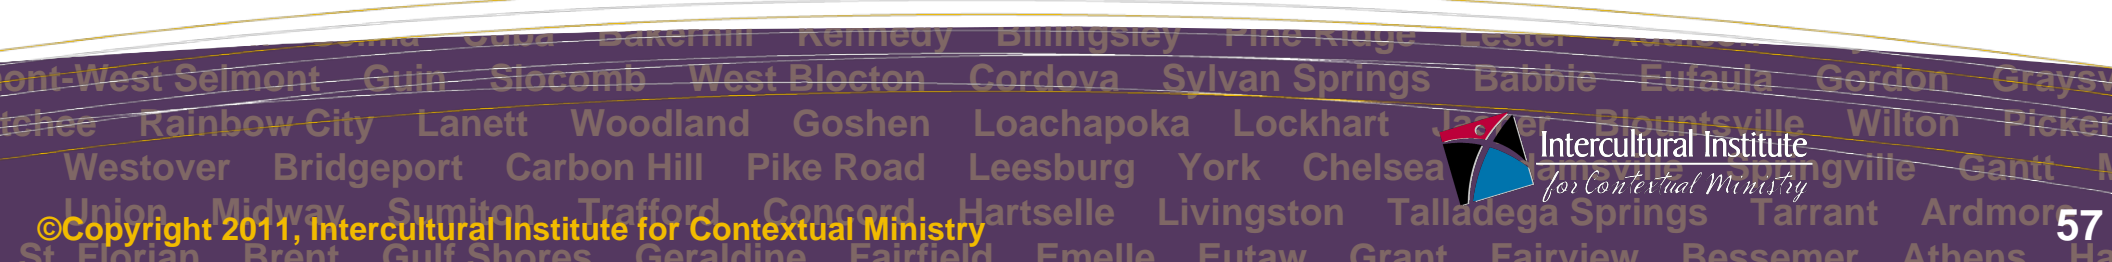 Selma Cuba Bakerhill Kennedy Billingsley Pine Ridge Lester Addison
mont-West Selmont Guin Slocomb West Blocton Cordova Sylvan Springs Babbie Eufaula Gordon Graysv
tchee Rainbow City Lanett Woodland Goshen Loachapoka Lockhart Blountsville Wilton Picken
Intercultural Institute
Westover Bridgeport Carbon Hill Pike Road Leesburg York Chelsea Springville Gantt M
for Contextual Ministry
Union Midway Sumiton Trafford Concord Hartselle Livingston Talladega Springs Tarrant Ardmore
©Copyright 2011, Intercultural Institute for Contextual Ministry
57
St. Florian Brent Gulf Shores Geraldine Fairfield Emelle Eutaw Grant Fairview Bessemer Athens Ha